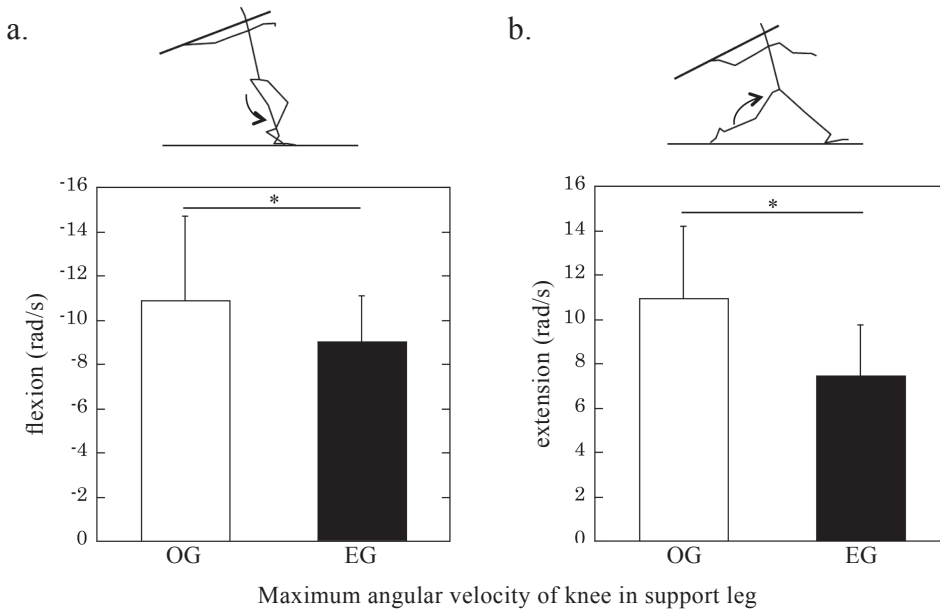 a.
b.
-16
-14
-12
-10
-8
-6
-4
-2
0
flexion (rad/s)
*
OG EG
16
14
12
10
8
6
4
2
0
extension (rad/s)
*
OG EG
Maximum angular velocity of knee in support leg